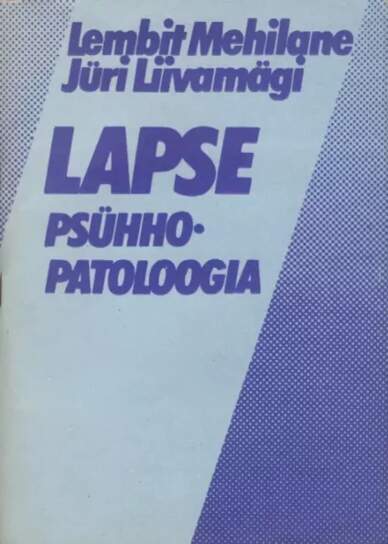 Lembit Mehilane
Jüri Liivamägi
LAPSE
PSÜHHO-
PATOLOOGIA